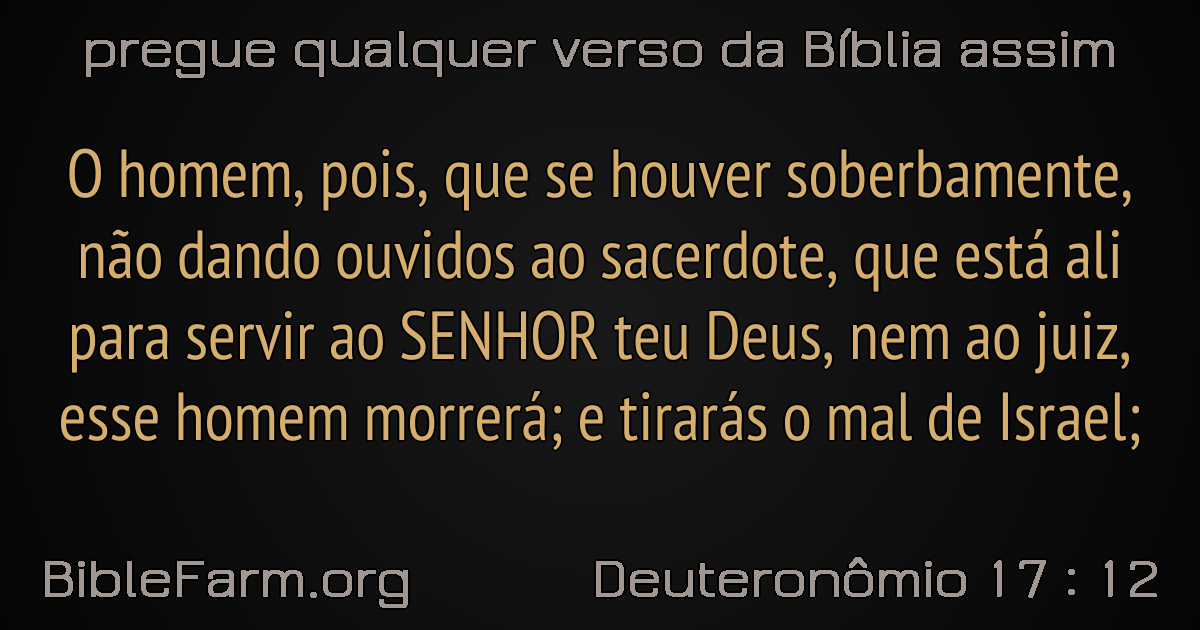 pregue qualquer verso da Bíblia assim
O homem, pois, que se houver soberbamente,
não dando ouvidos ao sacerdote, que está ali
para servir ao SENHOR teu Deus, nem ao juiz,
esse homem morrerá; e tirarás o mal de Israel;
BibleFarm.org
Deuteronômio 17 : 12